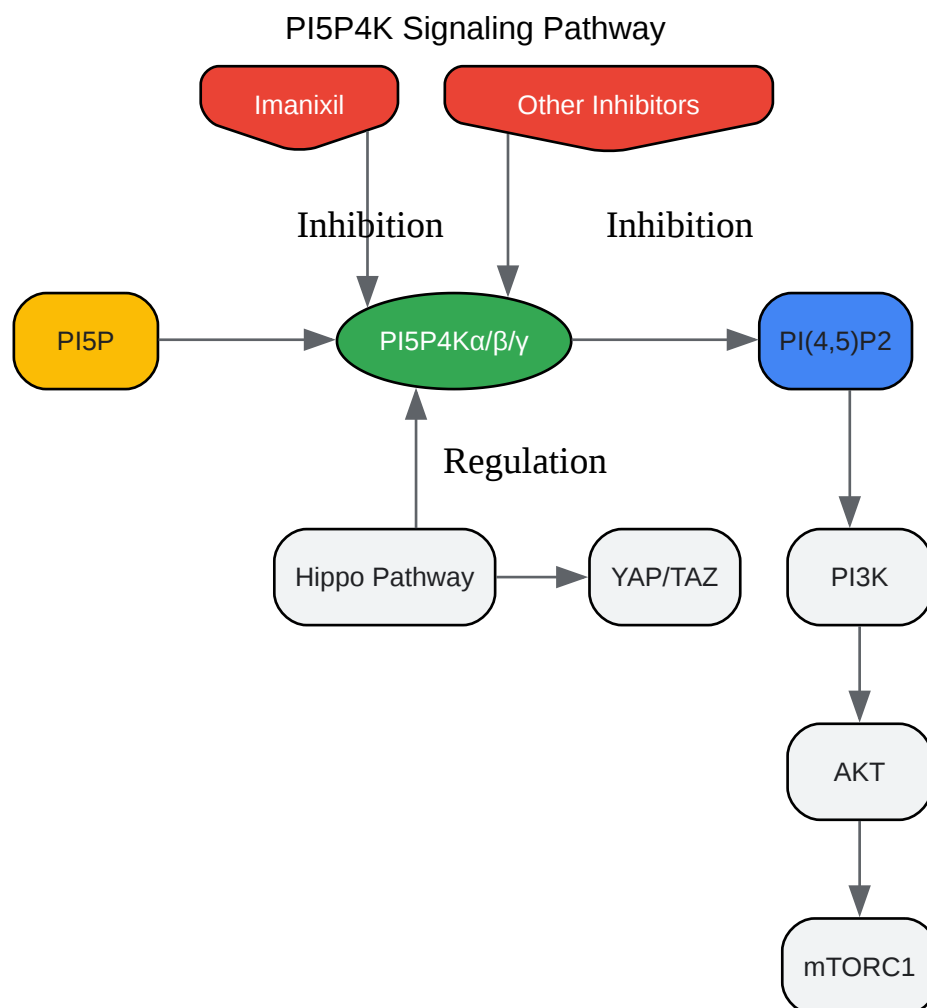 PI5P4K Signaling Pathway
Imanixil
Other Inhibitors
Inhibition
Inhibition
PI5P
PI5P4Kα/β/γ
PI(4,5)P2
Regulation
Hippo Pathway
YAP/TAZ
PI3K
AKT
mTORC1